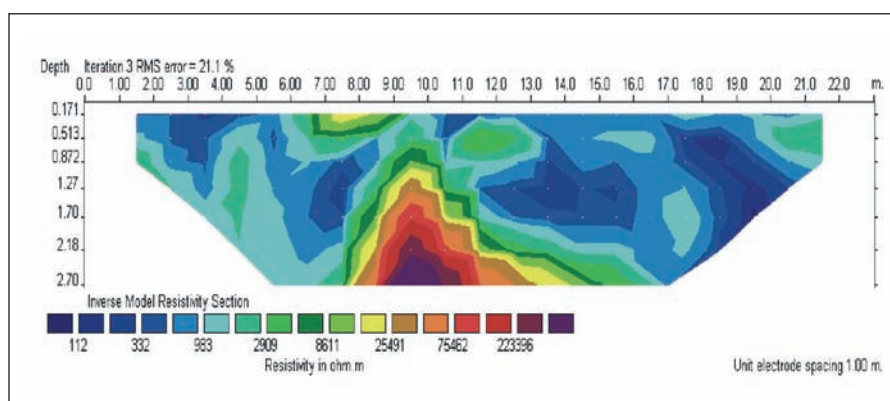 Depth Iteration 3 RMS error = 21.1 %
0.0 1.00 2.00 3.00 4.00 5.00 6.00 7.00 8.00 9.00 10.0 11.0 12.0 13.0 14.0 15.0 16.0 17.0 18.0 19.0 20.0 21.0 22.0 m.
0.171
0.513
0.872
1.27
1.70
2.18
2.70
Inverse Model Resistivity Section
112 332 983 2909 8611 25491 75462 223396
Resistivity in ohm.m
Unit electrode spacing 1.00 m.